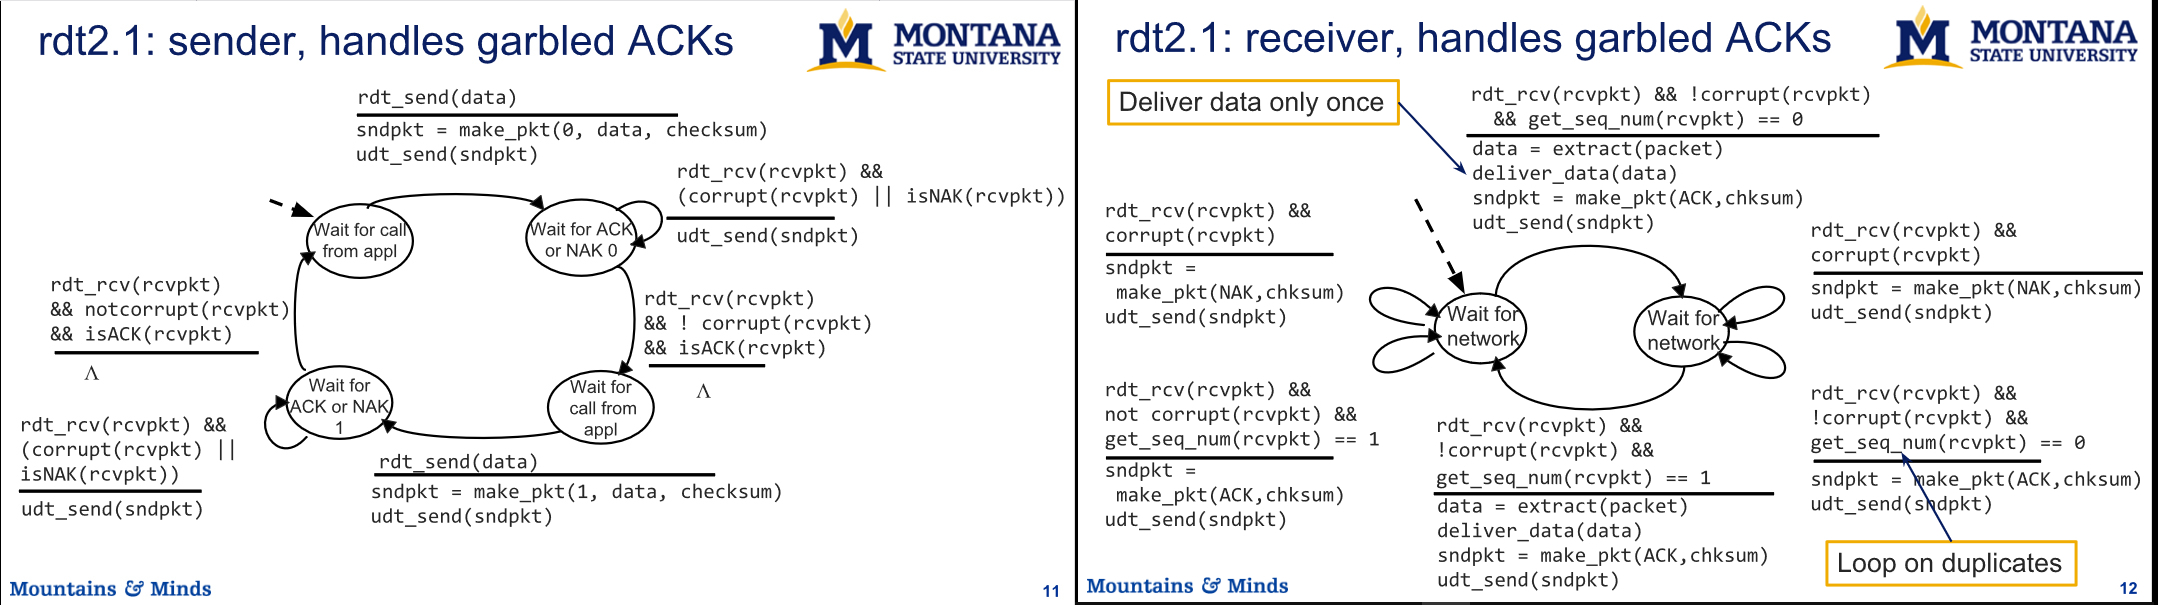 rdt2.1: sender, handles garbled ACKs
MONTANA
STATE UNIVERSITY
rdt_send(data)
sndpkt = make_pkt(0, data, checksum)
udt_send(sndpkt)
rdt_rcv(rcvpkt) &&
(corrupt(rcvpkt) || isNAK(rcvpkt))
udt_send(sndpkt)
Wait for call
from appl
Wait for ACK
or NAK 0
rdt_rcv(rcvpkt)
&& notcorrupt(rcvpkt)
&& isACK(rcvpkt)
Λ
rdt_rcv(rcvpkt)
&& ! corrupt(rcvpkt)
&& isACK(rcvpkt)
Λ
Wait for
ACK or NAK
1
Wait for
call from
appl
rdt_rcv(rcvpkt) &&
(corrupt(rcvpkt) ||
isNAK(rcvpkt))
udt_send(sndpkt)
rdt_send(data)
sndpkt = make_pkt(1, data, checksum)
udt_send(sndpkt)
Mountains & Minds
11
rdt2.1: receiver, handles garbled ACKs
MONTANA
STATE UNIVERSITY
Deliver data only once
rdt_rcv(rcvpkt) && !corrupt(rcvpkt)
&& get_seq_num(rcvpkt) == 0
data = extract(packet)
deliver_data(data)
sndpkt = make_pkt(ACK,chksum)
udt_send(sndpkt)
rdt_rcv(rcvpkt) &&
corrupt(rcvpkt)
sndpkt =
make_pkt(NAK,chksum)
udt_send(sndpkt)
rdt_rcv(rcvpkt) &&
corrupt(rcvpkt)
sndpkt = make_pkt(NAK,chksum)
udt_send(sndpkt)
Wait for
network
Wait for
network
rdt_rcv(rcvpkt) &&
not corrupt(rcvpkt) &&
get_seq_num(rcvpkt) == 1
sndpkt =
make_pkt(ACK,chksum)
udt_send(sndpkt)
rdt_rcv(rcvpkt) &&
!corrupt(rcvpkt) &&
get_seq_num(rcvpkt) == 1
data = extract(packet)
deliver_data(data)
sndpkt = make_pkt(ACK,chksum)
udt_send(sndpkt)
rdt_rcv(rcvpkt) &&
!corrupt(rcvpkt) &&
get_seq_num(rcvpkt) == 0
sndpkt = make_pkt(ACK,chksum)
udt_send(sndpkt)
Loop on duplicates
Mountains & Minds
12